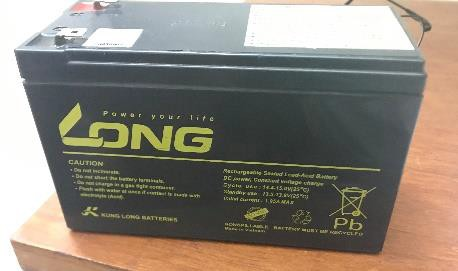 Power your life
LONG
CAUTION
• Do not incinerate.
• Do not short the battery terminals.
• Do not charge in a gas tight container.
• Flush with water at once if contact is made with
electrolyte (Acid).
KUNG LONG BATTERIES
Rechargeable Sealed Lead-Acid Battery
DC power, Constant voltage charge
Cycle use : 14.4-15.0V(25°C)
Standby use : 13.5-13.8V(25°C)
Initial current :
MAX
NONSPILLABLE
Made in Vietnam
BATTERY MUST BE RECYCLED
Pb